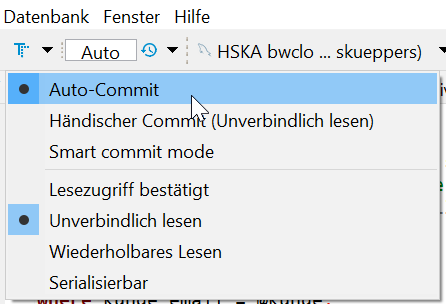 Datenbank Fenster Hilfe
Auto HSKA bwclo ... skueppers)
Auto-Commit
Händischer Commit (Unverbindlich lesen)
Smart commit mode
Lesezugriff bestätigt
Unverbindlich lesen
Wiederholbares Lesen
Serialisierbar